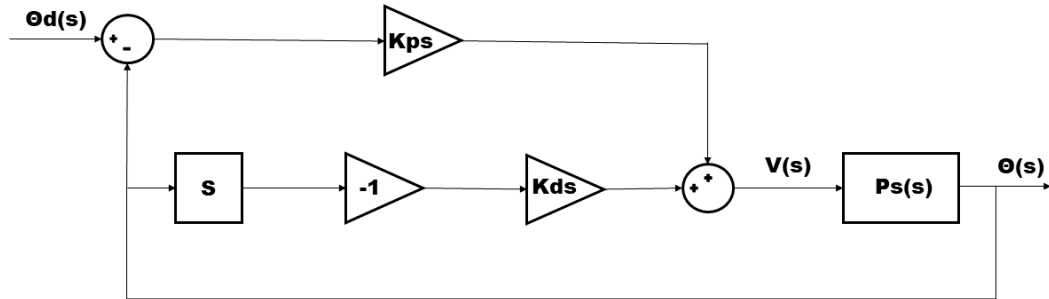 Θd(s)
+
-
Kps
S
-1
Kds
+
+
V(s)
Ps(s)
Θ(s)